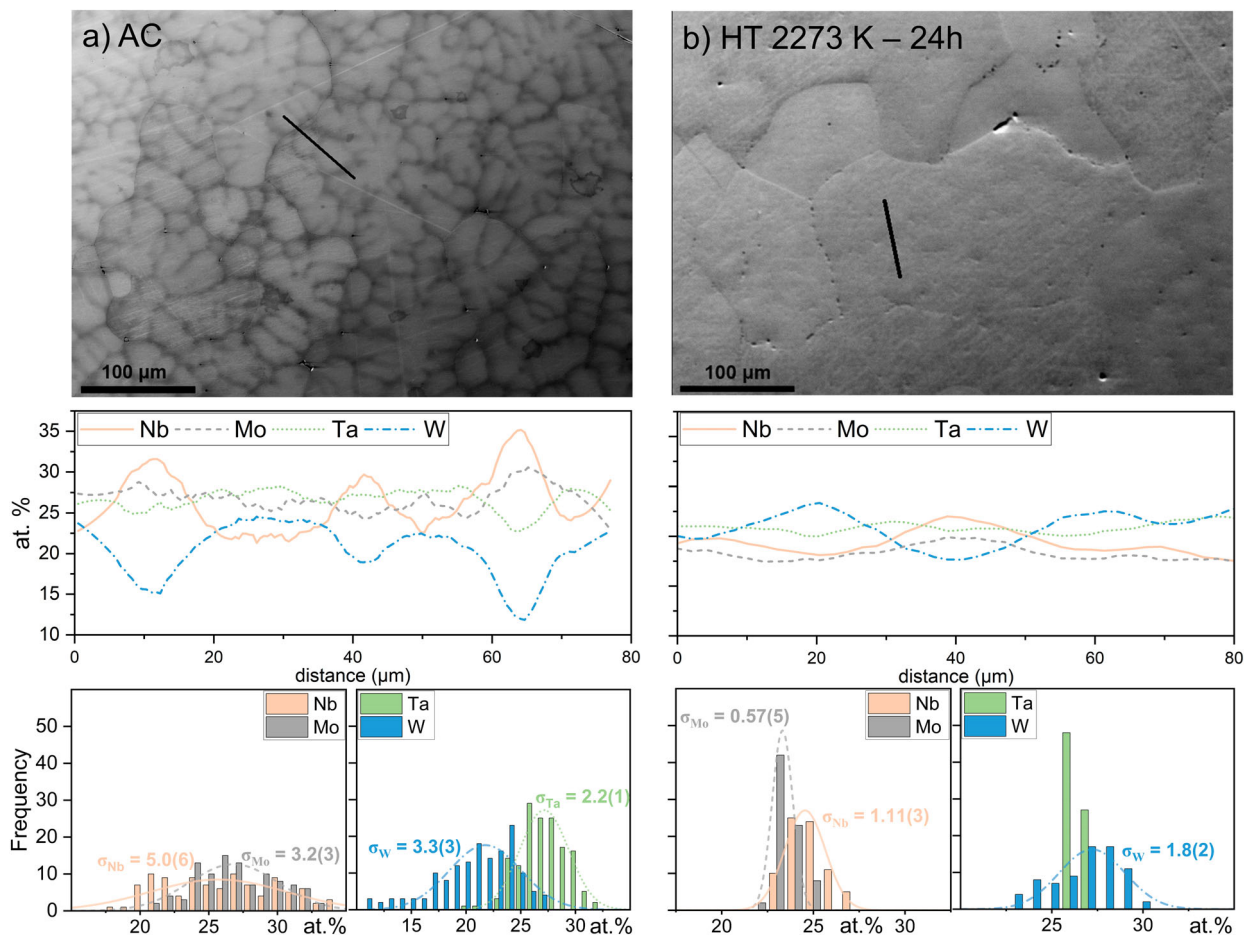 a) AC
100 µm
b) HT 2273 K – 24h
100 µm
Nb Mo Ta W
35
30
25
20
15
10
at. %
0 20 40 60 80
distance (µm)
Nb Mo Ta W
0 20 40 60 80
distance (µm)
Frequency
50
40
30
20
10
0
Nb
Mo
σNb = 5.0(6)
σMo = 3.2(3)
20 25 30 at.%
Ta
W
σTa = 2.2(1)
σW = 3.3(3)
15 20 25 30 at.%
Nb
Mo
σMo = 0.57(5)
σNb = 1.11(3)
20 25 at.% 30
Ta
W
σW = 1.8(2)
25 30 at.%